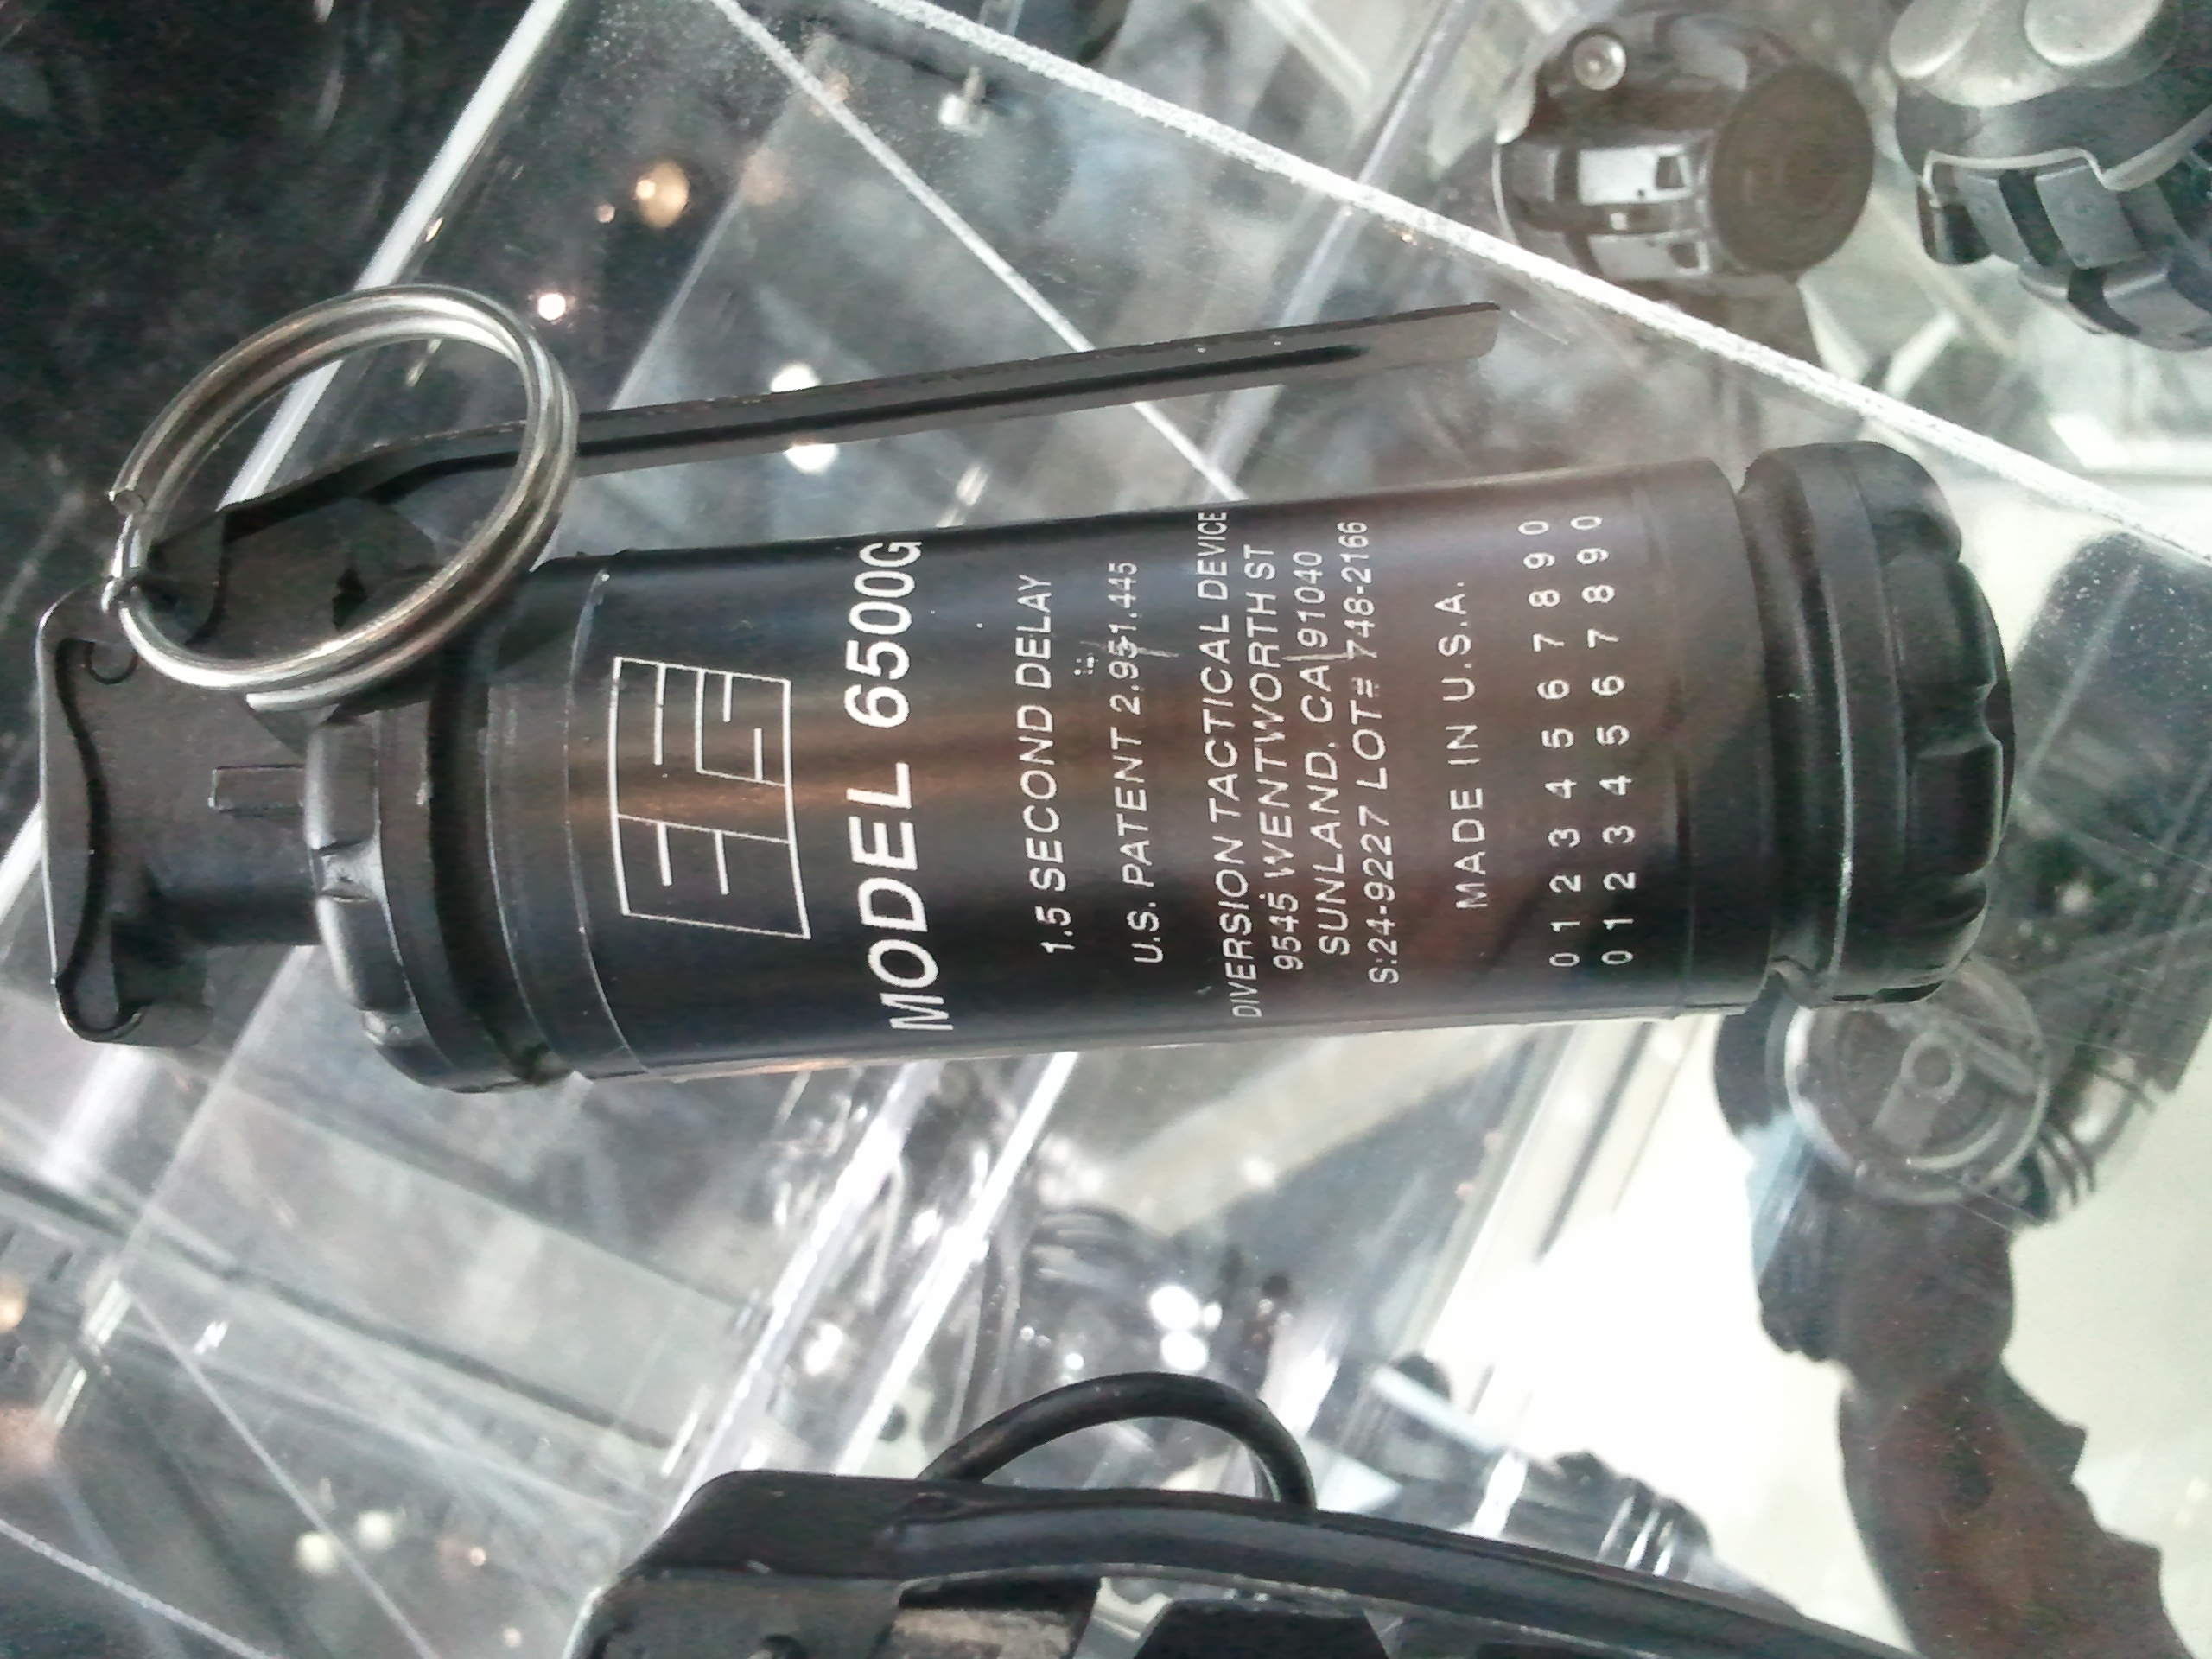 MODEL 6500G
1.5 SECOND DELAY
U.S. PATENT 2.951.445
DIVERSION TACTICAL DEVICE
9545 WENTWORTH ST
SUNLAND, CA 91040
S:24-9227 LOT# 748-2166
MADE IN U.S.A.
0 1 2 3 4 5 6 7 8 9 0
0 1 2 3 4 5 6 7 8 9 0